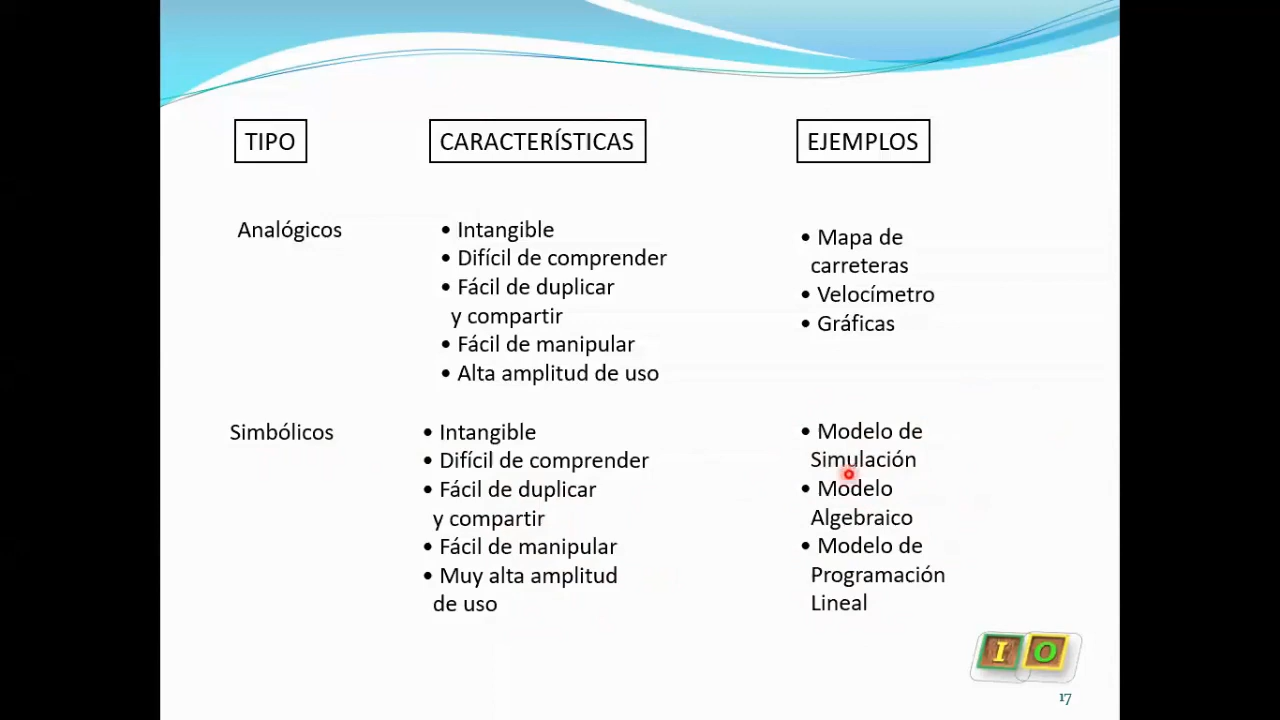 TIPO
CARACTERÍSTICAS
EJEMPLOS
Analógicos
• Intangible
• Difícil de comprender
• Fácil de duplicar
y compartir
• Fácil de manipular
• Alta amplitud de uso
• Mapa de
carreteras
• Velocímetro
• Gráficas
Simbólicos
• Intangible
• Difícil de comprender
• Fácil de duplicar
y compartir
• Fácil de manipular
• Muy alta amplitud
de uso
• Modelo de
Simulación
• Modelo
Algebraico
• Modelo de
Programación
Lineal
I O
17